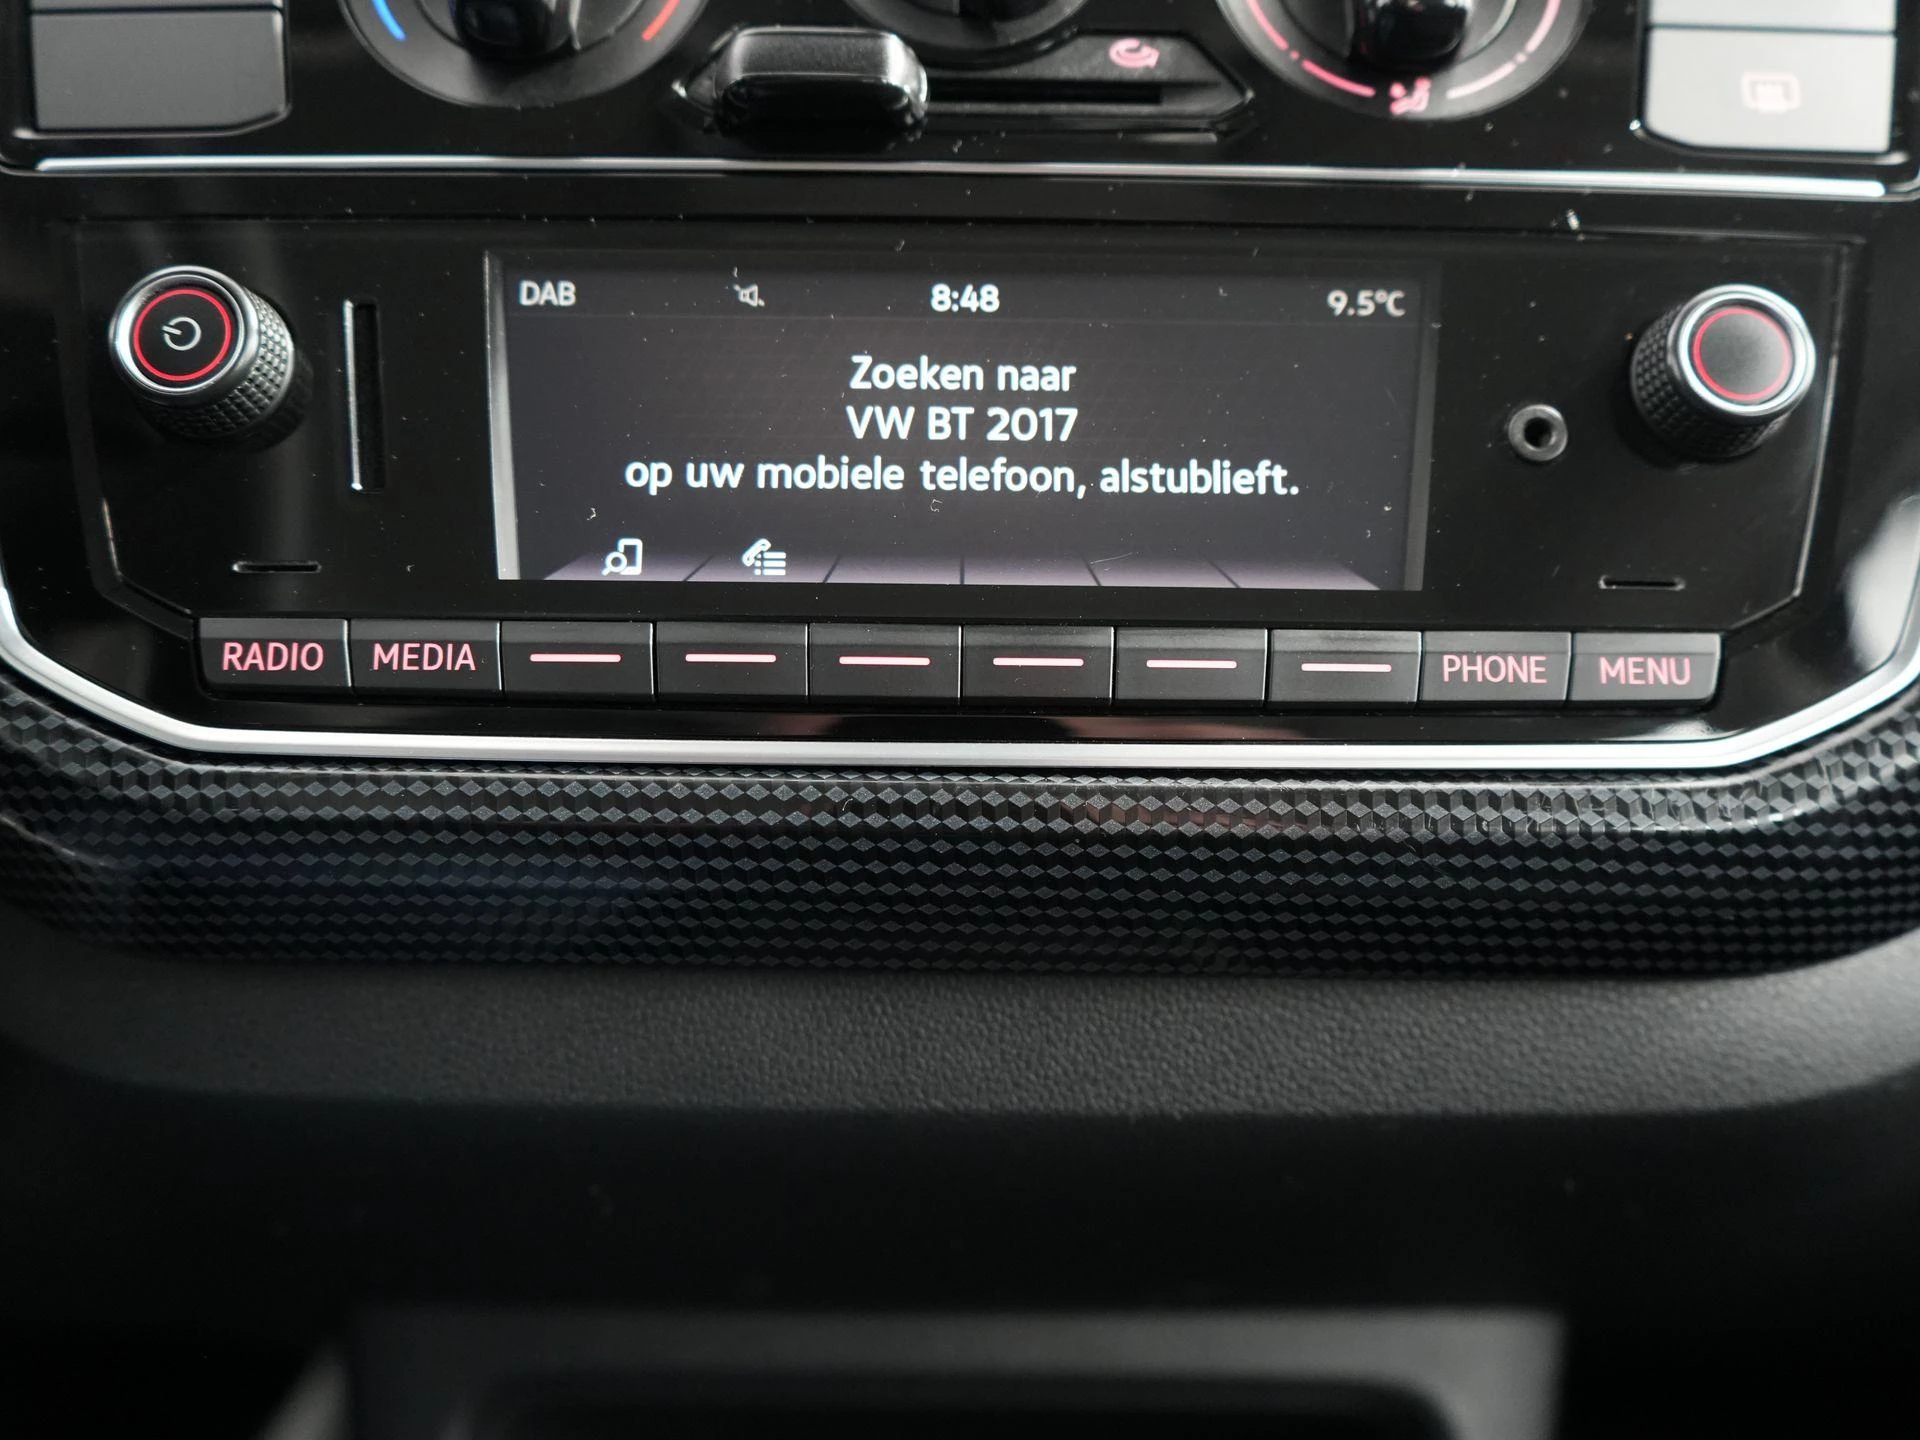 DAB 8:48 9.5°C
Zoeken naar
VW BT 2017
op uw mobiele telefoon, alstublieft.
RADIO MEDIA PHONE MENU